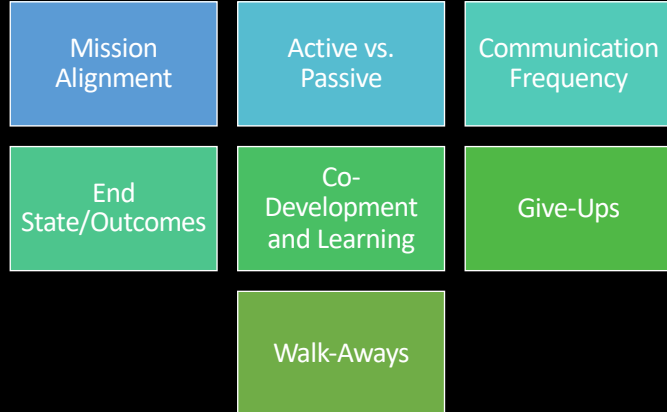 Mission
Alignment
Active vs.
Passive
Communication
Frequency
End
State/Outcomes
Co-
Development
and Learning
Give-Ups
Walk-Aways